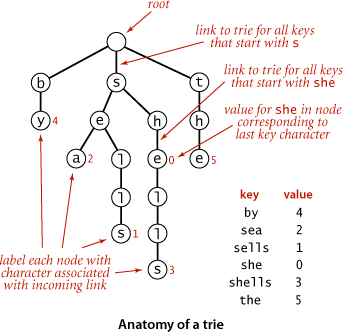 root
link to trie for all keys
that start with s
link to trie for all keys
that start with she
value for she in node
corresponding to
last key character
b s t
y 4 e h h
a 2 l e 0 e 5
l l
s 1 l
s 3
label each node with
character associated
with incoming link
key value
by 4
sea 2
sells 1
she 0
shells 3
the 5
Anatomy of a trie